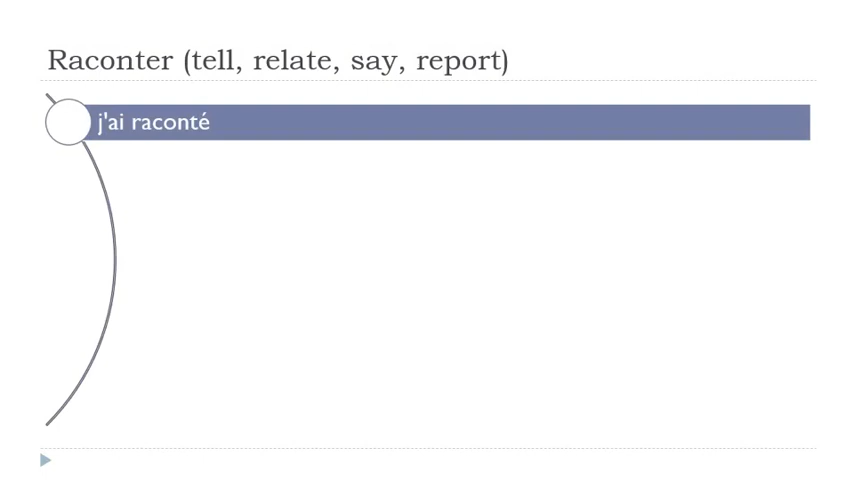 Raconter (tell, relate, say, report)
j'ai raconté